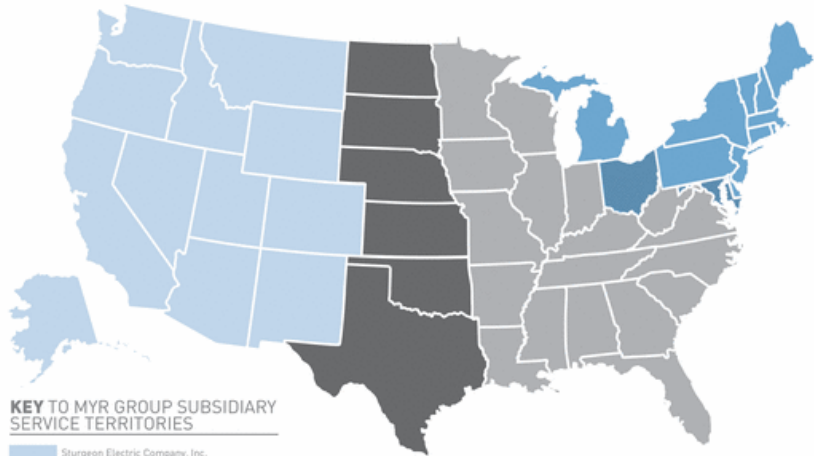 KEY TO MYR GROUP SUBSIDIARY
SERVICE TERRITORIES
Sturgeon Electric Company, Inc.